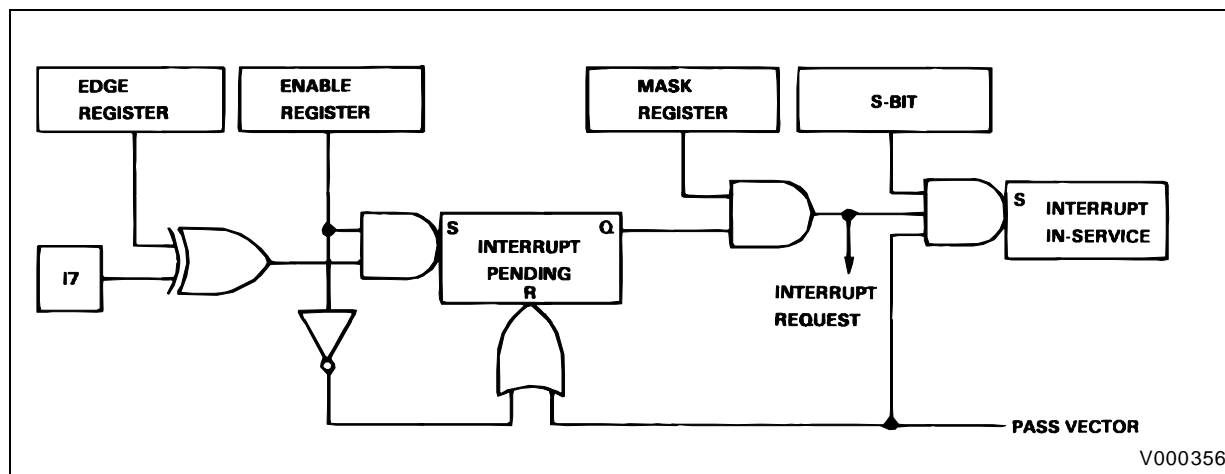 EDGE
REGISTER
ENABLE
REGISTER
MASK
REGISTER
S-BIT
I7
S
INTERRUPT
PENDING
R
Q
INTERRUPT
REQUEST
S
INTERRUPT
IN-SERVICE
PASS VECTOR
V000356